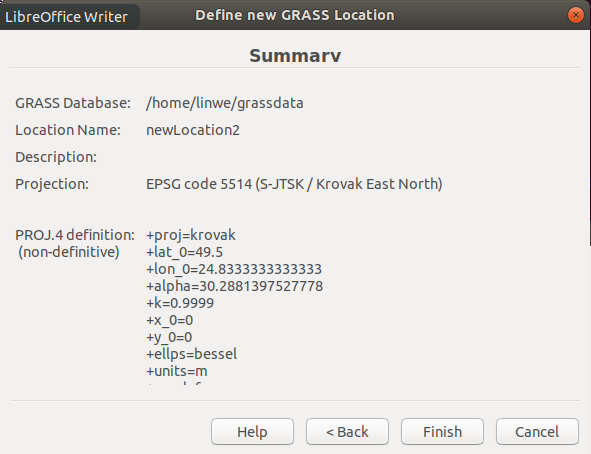 LibreOffice Writer
Define new GRASS Location
Summary
GRASS Database: /home/linwe/grassdata
Location Name: newLocation2
Description:
Projection: EPSG code 5514 (S-JTSK / Krovak East North)
PROJ.4 definition: +proj=krovak
(non-definitive) +lat_0=49.5
+lon_0=24.8333333333333
+alpha=30.2881397527778
+k=0.9999
+x_0=0
+y_0=0
+ellps=bessel
+units=m
Help < Back Finish Cancel